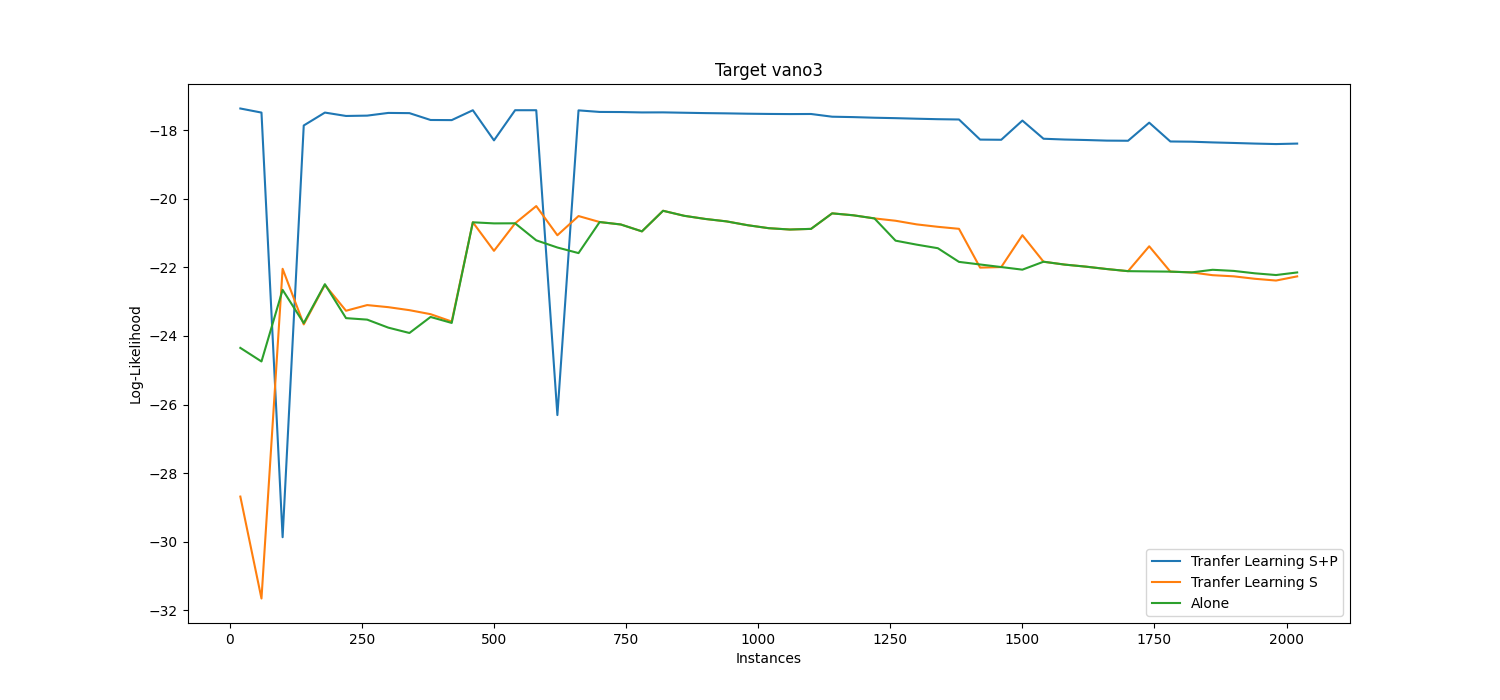 Target vano3
Log-Likelihood
−18
−20
−22
−24
−26
−28
−30
−32
0 250 500 750 1000 1250 1500 1750 2000
Instances
Tranfer Learning S+P
Tranfer Learning S
Alone